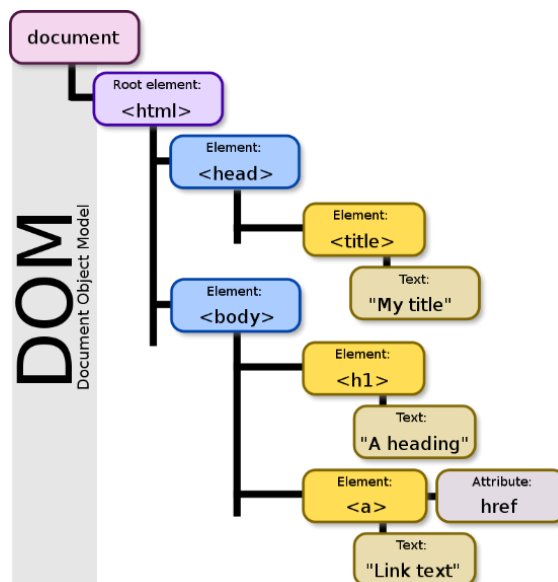 document
Root element:
<html>
Element:
<head>
Element:
<title>
Text:
"My title"
Element:
<body>
Element:
<h1>
Text:
"A heading"
Element:
<a>
Attribute:
href
Text:
"Link text"
DOM
Document Object Model